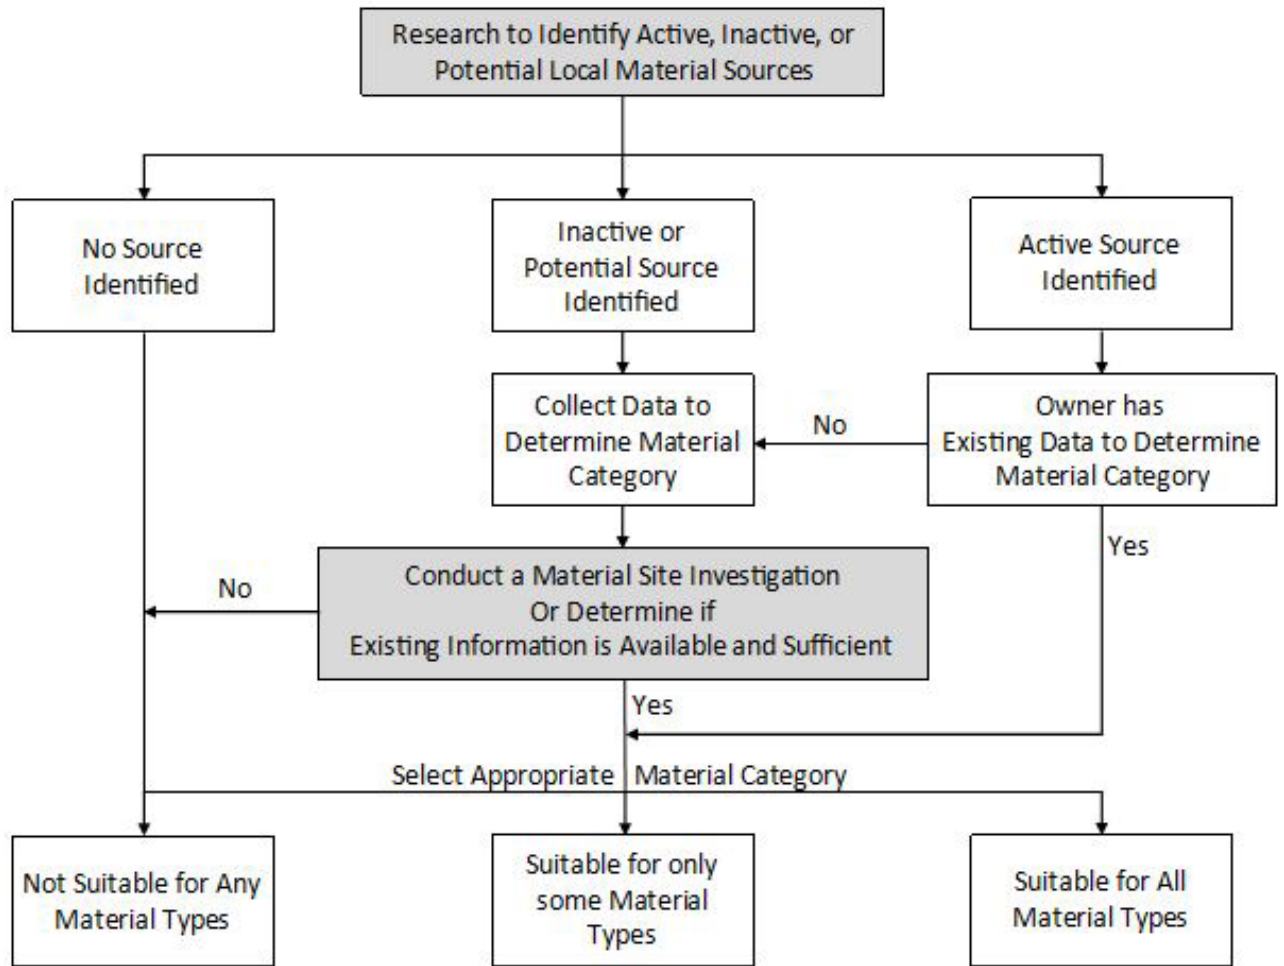 Research to Identify Active, Inactive, or
Potential Local Material Sources
No Source
Identified
Inactive or
Potential Source
Identified
Active Source
Identified
Collect Data to
Determine Material
Category
No
Owner has
Existing Data to Determine
Material Category
Yes
No
Conduct a Material Site Investigation
Or Determine if
Existing Information is Available and Sufficient
Yes
Select Appropriate Material Category
Not Suitable for Any
Material Types
Suitable for only
some Material
Types
Suitable for All
Material Types